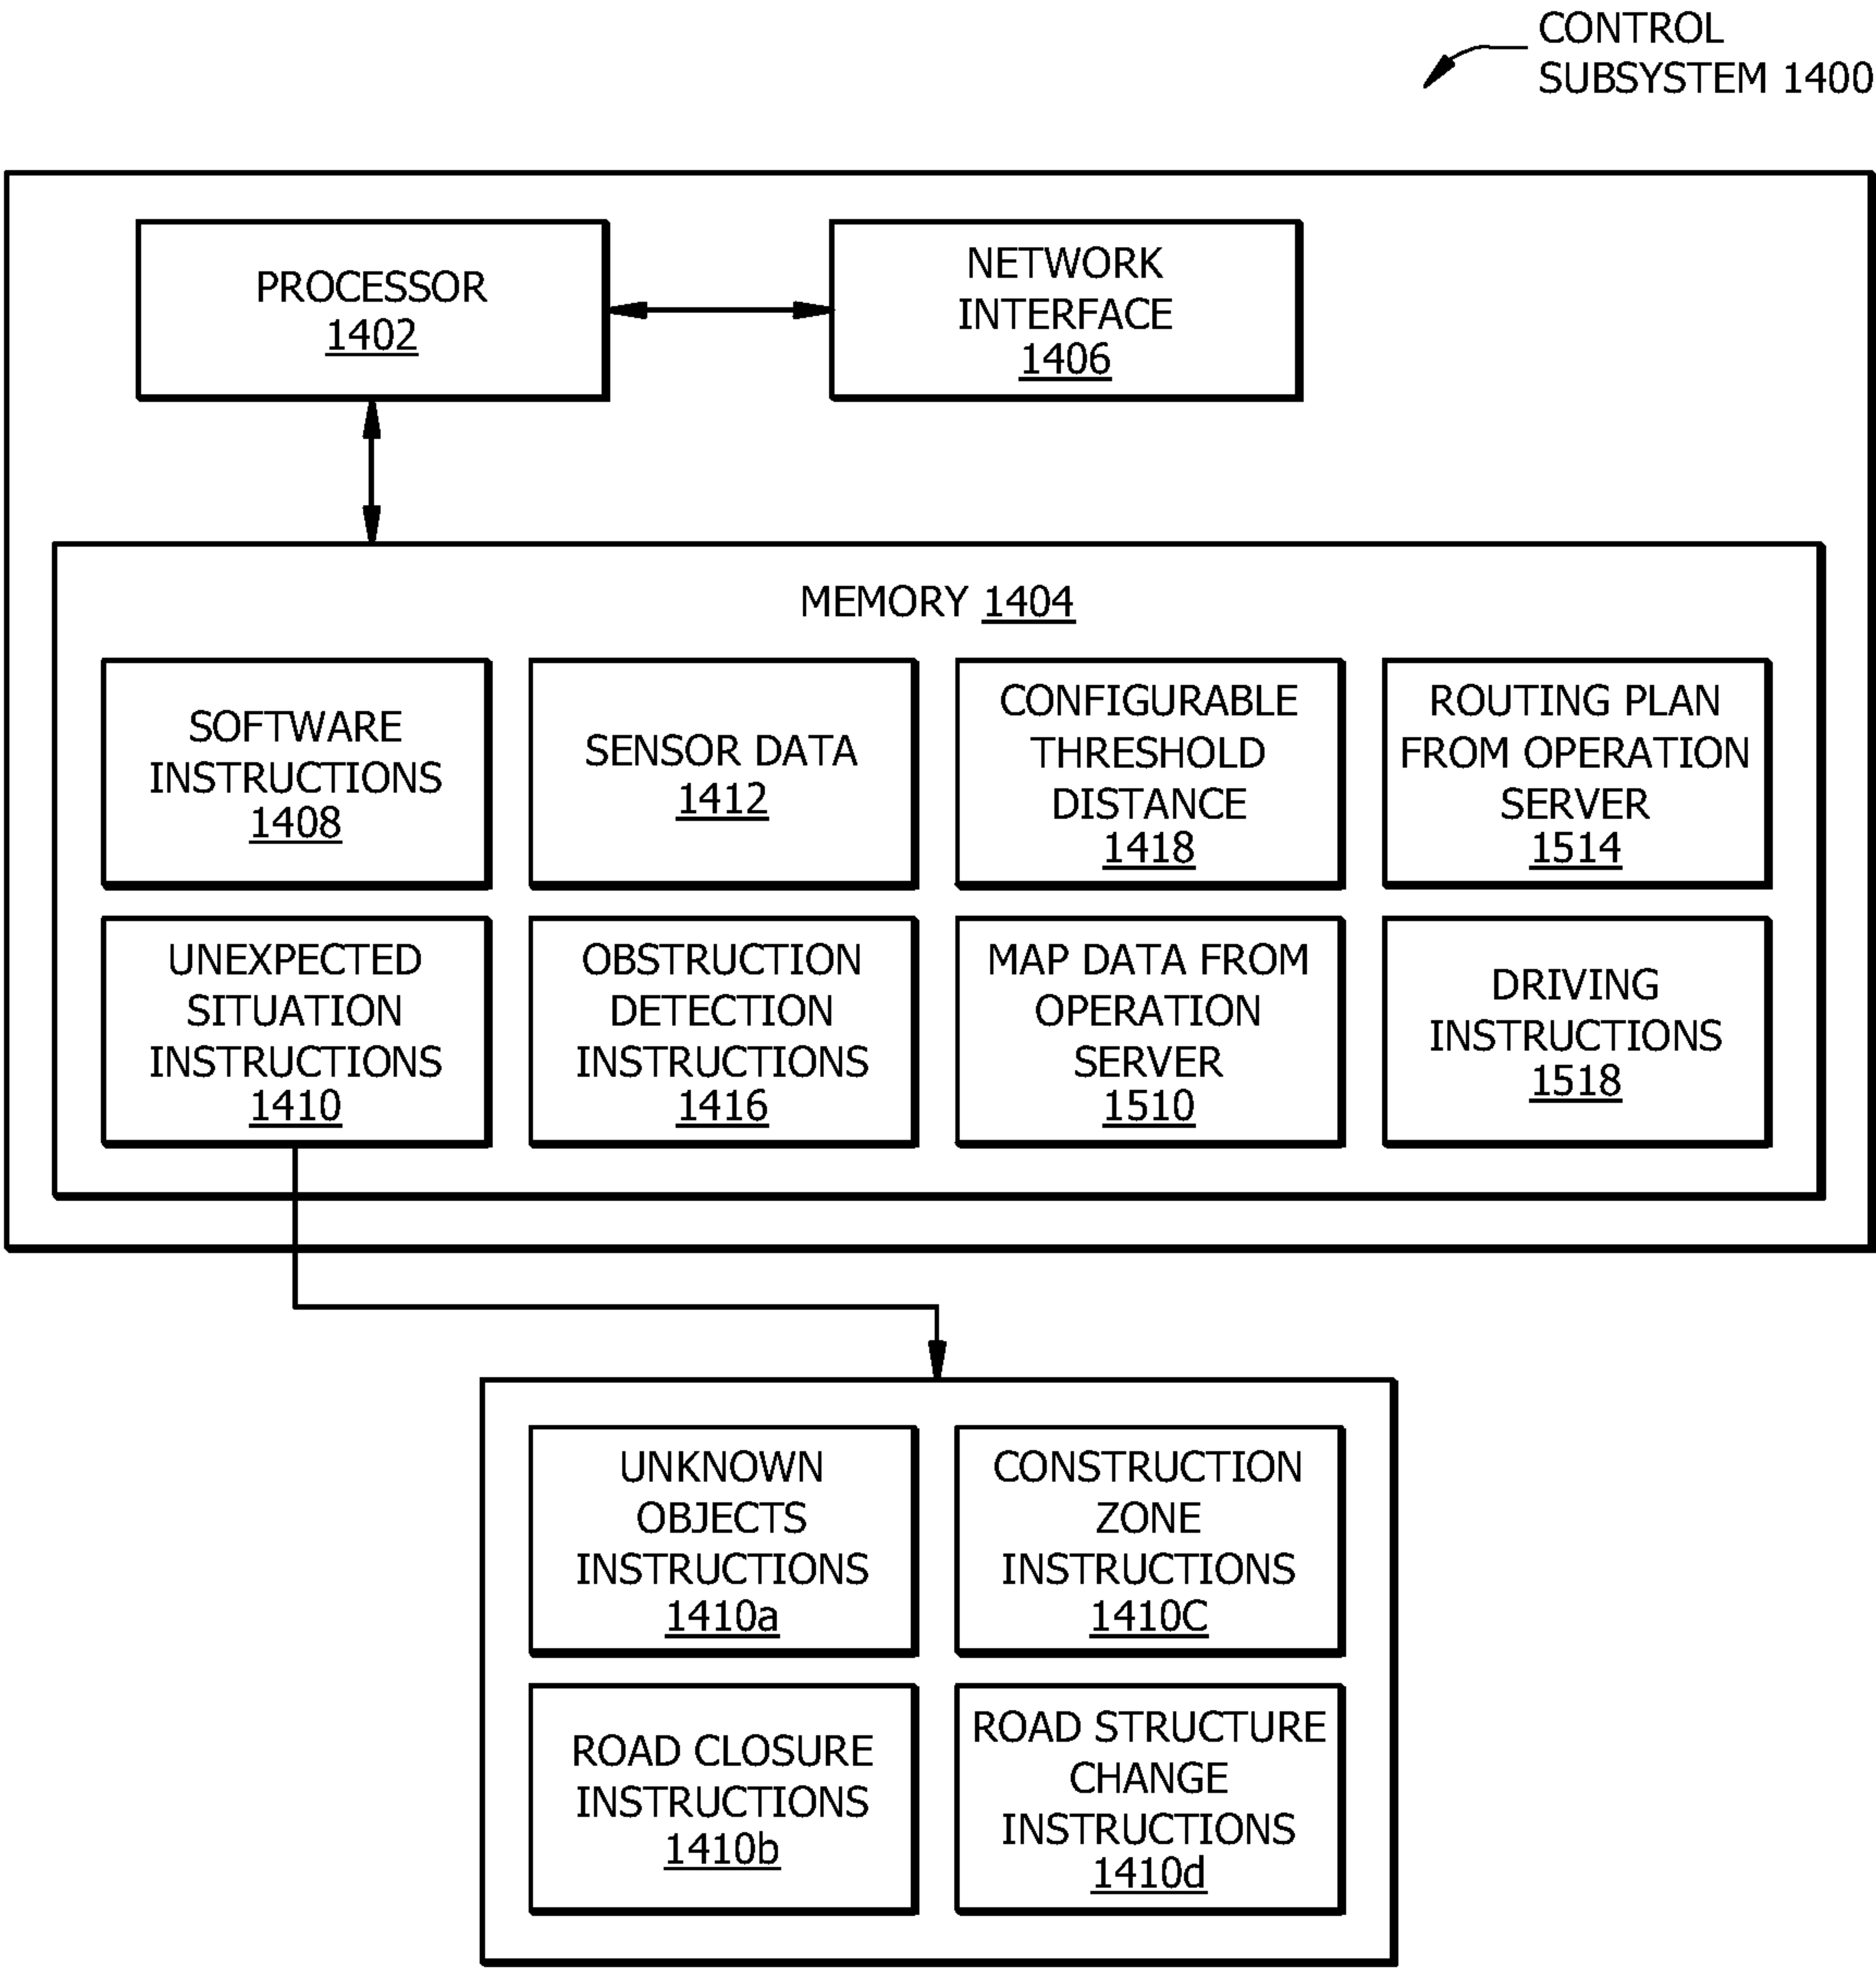 CONTROL
SUBSYSTEM 1400
PROCESSOR
1402
NETWORK
INTERFACE
1406
MEMORY 1404
SOFTWARE
INSTRUCTIONS
1408
SENSOR DATA
1412
CONFIGURABLE
THRESHOLD
DISTANCE
1418
ROUTING PLAN
FROM OPERATION
SERVER
1514
UNEXPECTED
SITUATION
INSTRUCTIONS
1410
OBSTRUCTION
DETECTION
INSTRUCTIONS
1416
MAP DATA FROM
OPERATION
SERVER
1510
DRIVING
INSTRUCTIONS
1518
UNKNOWN
OBJECTS
INSTRUCTIONS
1410a
CONSTRUCTION
ZONE
INSTRUCTIONS
1410C
ROAD CLOSURE
INSTRUCTIONS
1410b
ROAD STRUCTURE
CHANGE
INSTRUCTIONS
1410d